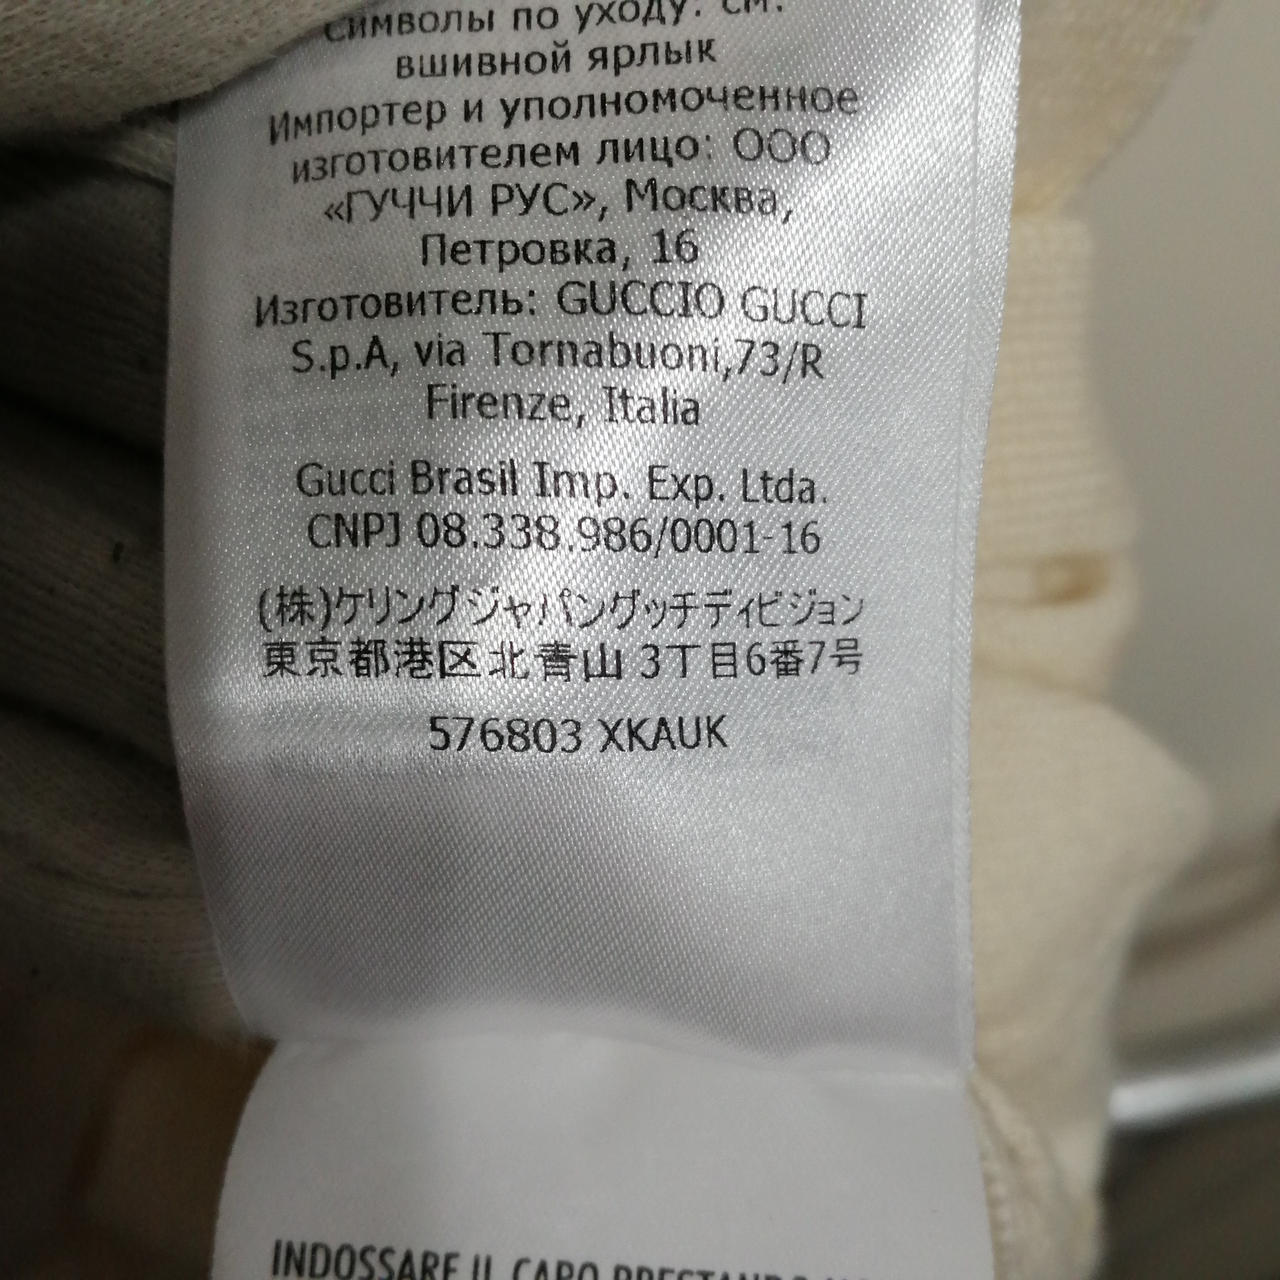 Символы по уходу: см.
вшивной ярлык
Импортер и уполномоченное
изготовителем лицо: ООО
«ГУЧЧИ РУС», Москва,
Петровка, 16
Изготовитель: GUCCIO GUCCI
S.p.A, via Tornabuoni,73/R
Firenze, Italia
Gucci Brasil Imp. Exp. Ltda.
CNPJ 08.338.986/0001-16
(株)ケリングジャパングッチディビジョン
東京都港区北青山 3丁目6番7号
576803 XKAUK
INDOSSARE IL CAPO PRESTANDO